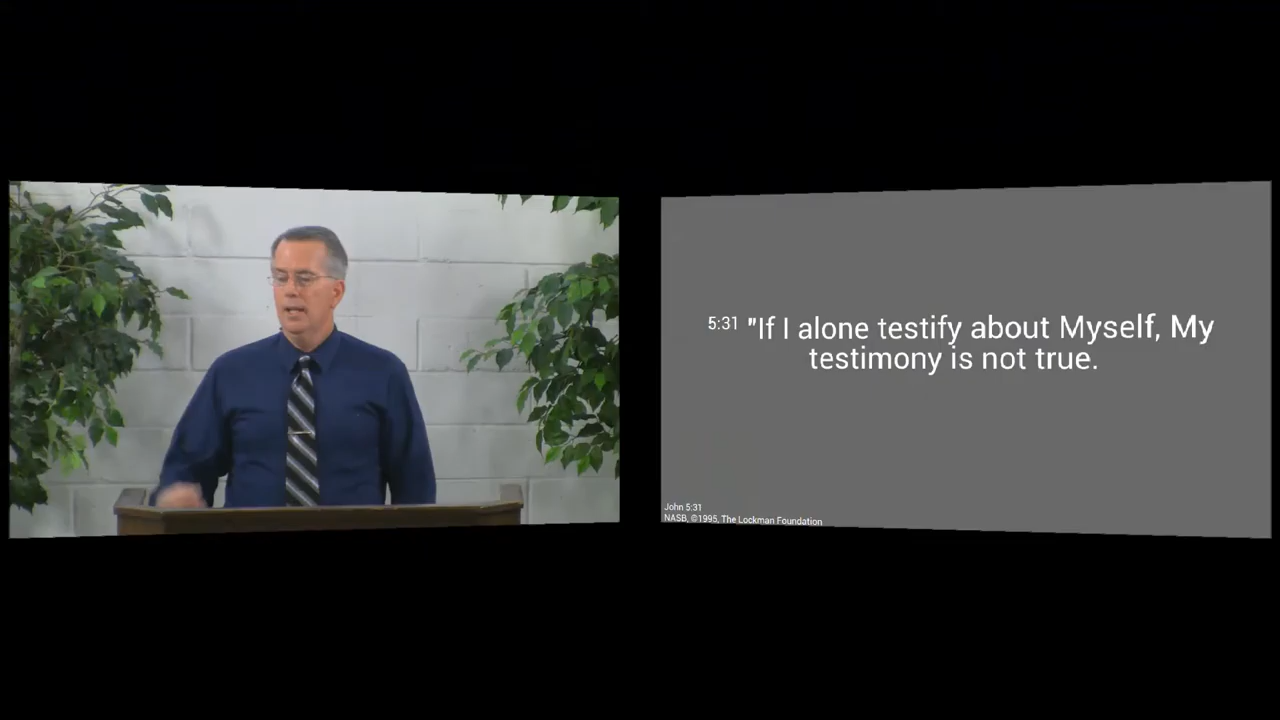 5:31 "If I alone testify about Myself, My
testimony is not true.
John 5:31
NASB, ©1995, The Lockman Foundation